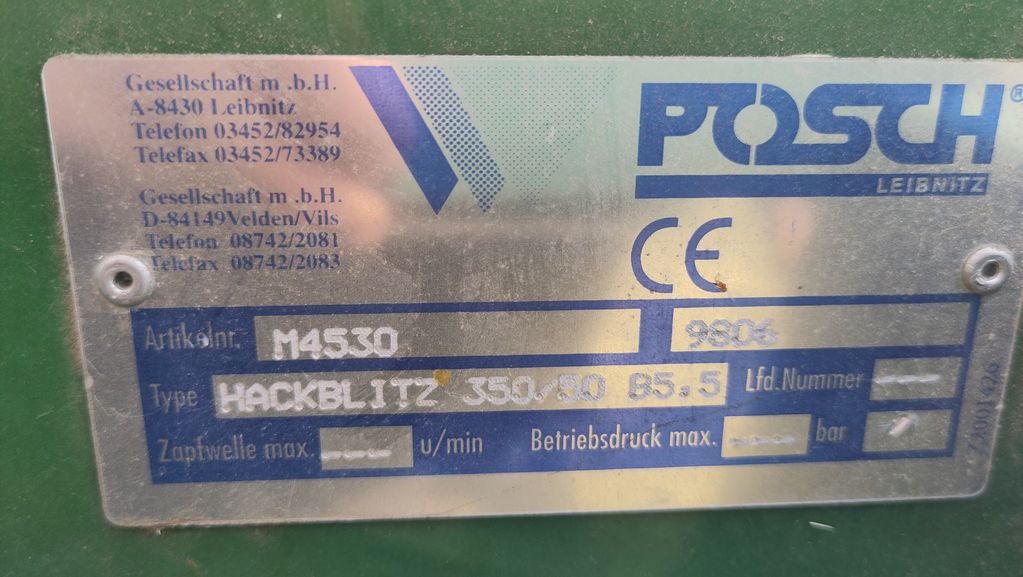 Gesellschaft m .b.H.
A-8430 Leibnitz
Telefon 03452/82954
Telefax 03452/73389
Gesellschaft m .b.H.
D-84149 Velden/Vils
Telefon 08742/2081
Telefax 08742/2083
POSCH®
LEIBNITZ
CE
Artikelnr. M4530 9806
Type HACKBLITZ 350/50 B5.5 Lfd.Nummer ---
Zapfwelle max. --- u/min Betriebsdruck max. --- bar
Z3001426